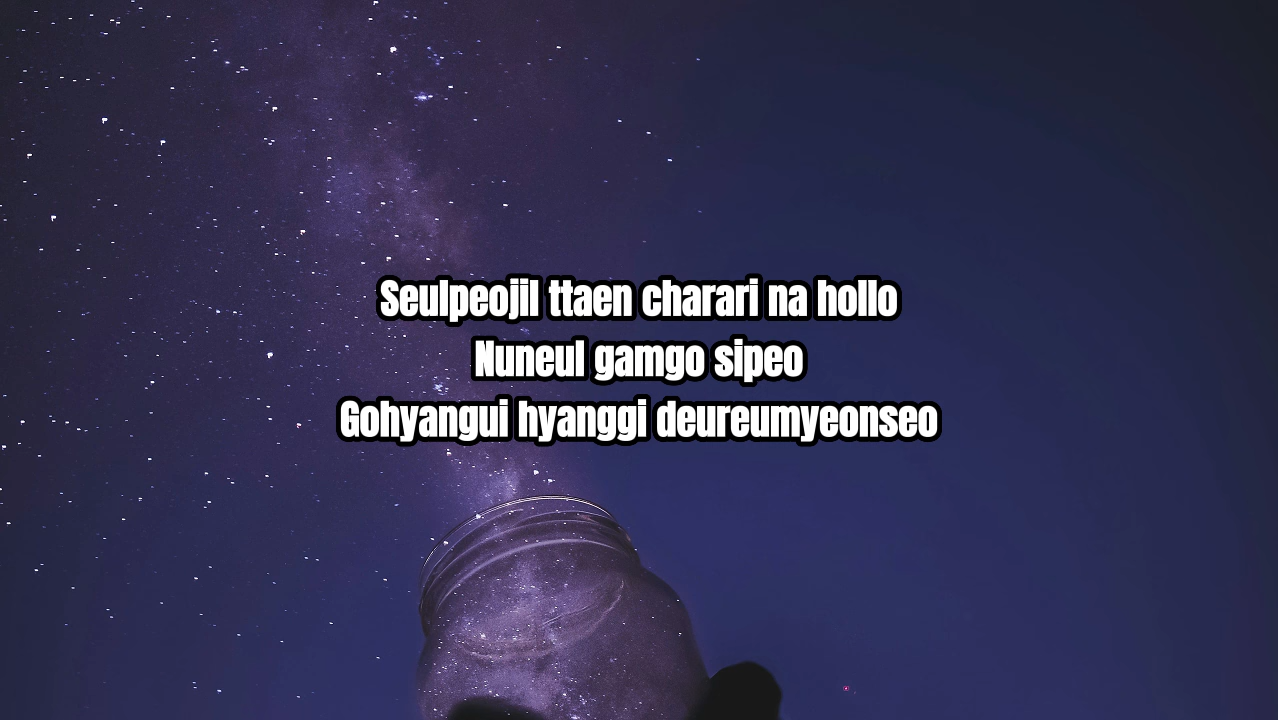 Seulpeojil ttaen charari na hollo
Nuneul gamgo sipeo
Gohyangui hyanggi deureumyeonseo